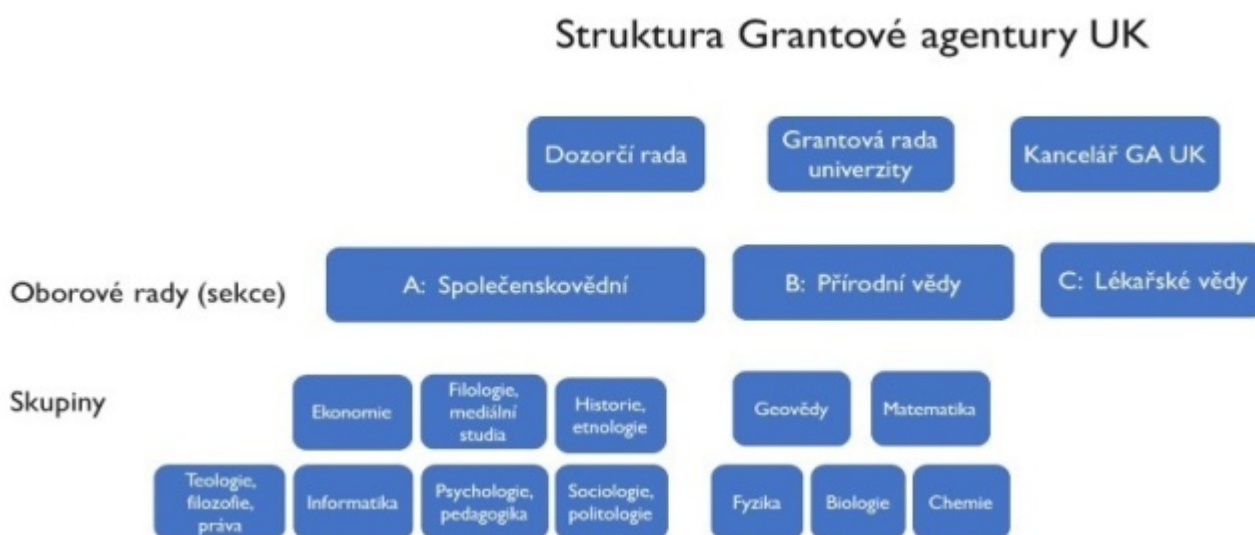 Struktura Grantové agentury UK
Dozorčí rada
Grantová rada
univerzity
Kancelář GA UK
Oborové rady (sekce)
A: Společenskovědní
B: Přírodní vědy
C: Lékařské vědy
Skupiny
Ekonomie
Filologie,
mediální
studia
Historie,
etnologie
Geovědy
Matematika
Teologie,
filozofie,
práva
Informatika
Psychologie,
pedagogika
Sociologie,
politologie
Fyzika
Biologie
Chemie